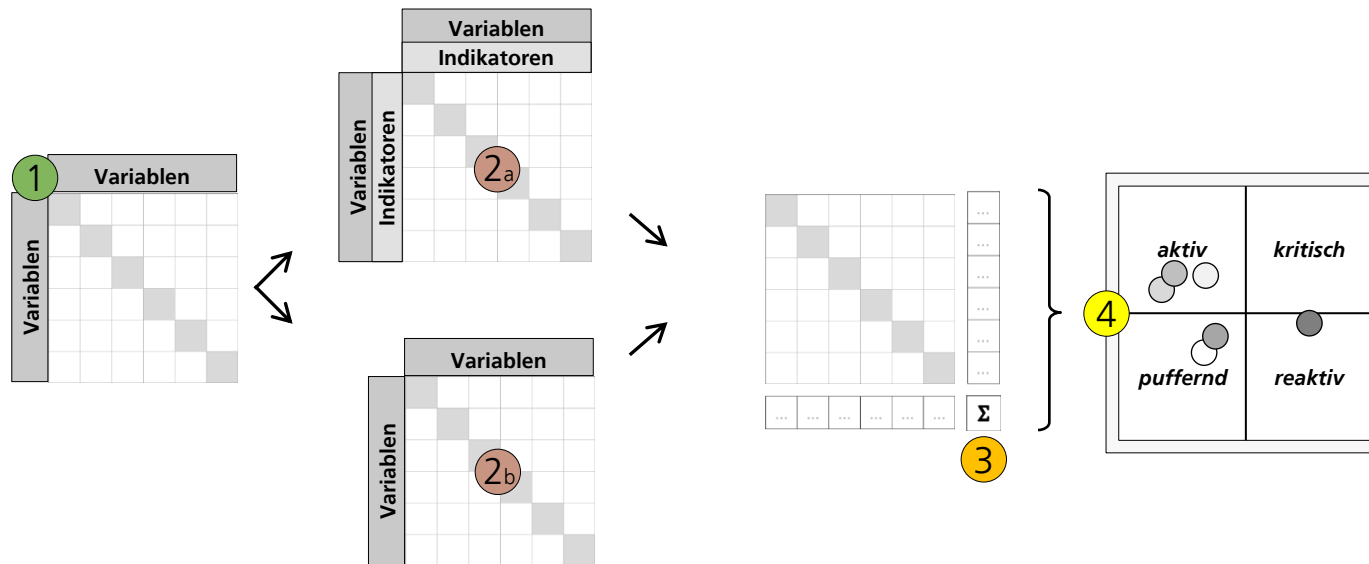 1
Variablen
Variablen
Variablen
Indikatoren
Variablen
Indikatoren
2a
Variablen
Variablen
2b
...
...
...
...
...
...
... ... ... ... ... ... Σ
3
4
aktiv
kritisch
puffernd
reaktiv